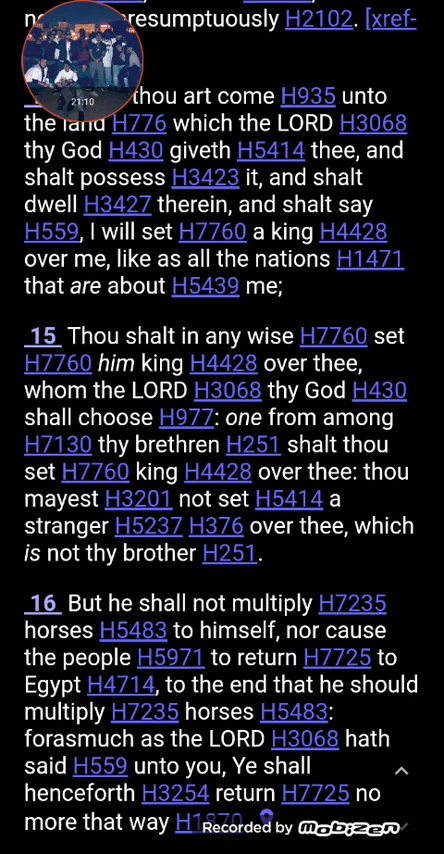 resumptuously H2102. [xref-
21:10
thou art come H935 unto
the land H776 which the LORD H3068
thy God H430 giveth H5414 thee, and
shalt possess H3423 it, and shalt
dwell H3427 therein, and shalt say
H559, I will set H7760 a king H4428
over me, like as all the nations H1471
that are about H5439 me;
15 Thou shalt in any wise H7760 set
H7760 him king H4428 over thee,
whom the LORD H3068 thy God H430
shall choose H977: one from among
H7130 thy brethren H251 shalt thou
set H7760 king H4428 over thee: thou
mayest H3201 not set H5414 a
stranger H5237 H376 over thee, which
is not thy brother H251.
16 But he shall not multiply H7235
horses H5483 to himself, nor cause
the people H5971 to return H7725 to
Egypt H4714, to the end that he should
multiply H7235 horses H5483:
forasmuch as the LORD H3068 hath
said H559 unto you, Ye shall
henceforth H3254 return H7725 no
more that way H1870
Recorded by Mobizen